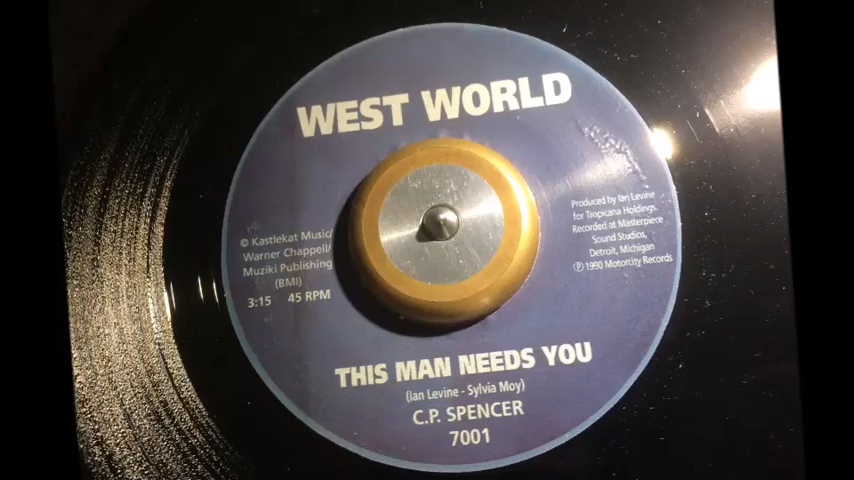 WEST WORLD
© Kastlekat Music/
Warner Chappell/
Muziki Publishing
(BMI)
3:15 45 RPM
Produced by Ian Levine
for Tropicana Holdings.
Recorded at Masterpiece
Sound Studios,
Detroit, Michigan
℗ 1990 Motorcity Records
THIS MAN NEEDS YOU
(Ian Levine - Sylvia Moy)
C.P. SPENCER
7001